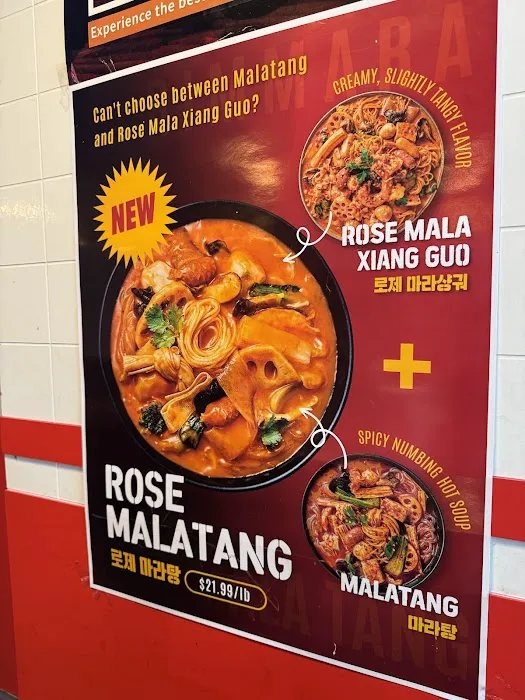 Experience the bes
Can't choose between Malatang
and Rose Mala Xiang Guo?
NEW
CREAMY, SLIGHTLY TANGY FLAVOR
ROSE MALA
XIANG GUO
로제 마라샹궈
+
SPICY NUMBING HOT SOUP
MALATANG
마라탕
ROSE
MALATANG
로제 마라탕
$21.99/lb